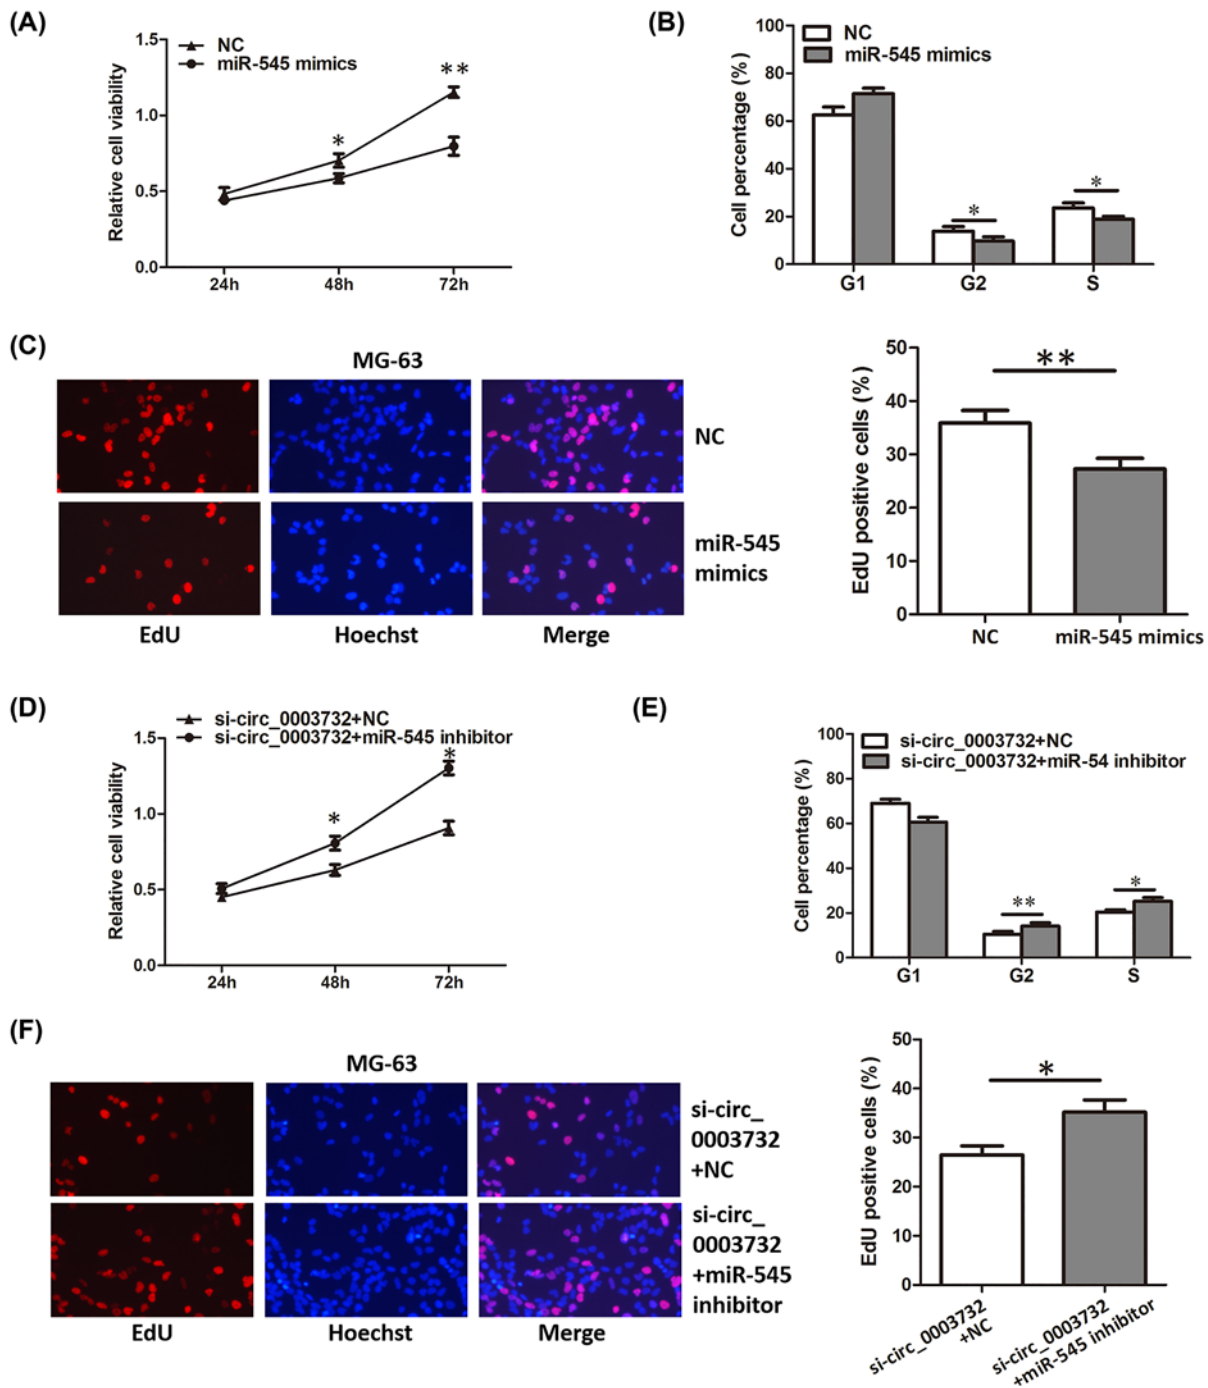 (A)
1.5
1.0
0.5
0.0
Relative cell viability
NC
miR-545 mimics
*
**
24h
48h
72h
(B)
100
80
60
40
20
0
Cell percentage (%)
NC
miR-545 mimics
*
*
G1
G2
S
(C)
MG-63
NC
miR-545
mimics
EdU
Hoechst
Merge
50
40
30
20
10
0
EdU positive cells (%)
**
NC
miR-545 mimics
(D)
si-circ_0003732+NC
si-circ_0003732+miR-545 inhibitor
1.5
1.0
0.5
0.0
Relative cell viability
*
*
24h
48h
72h
(E)
100
80
60
40
20
0
Cell percentage (%)
si-circ_0003732+NC
si-circ_0003732+miR-54 inhibitor
**
*
G1
G2
S
(F)
MG-63
si-circ_
0003732
+NC
si-circ_
0003732
+miR-545
inhibitor
EdU
Hoechst
Merge
50
40
30
20
10
0
EdU positive cells (%)
*
si-circ_0003732
+NC
si-circ_0003732
+miR-545 inhibitor